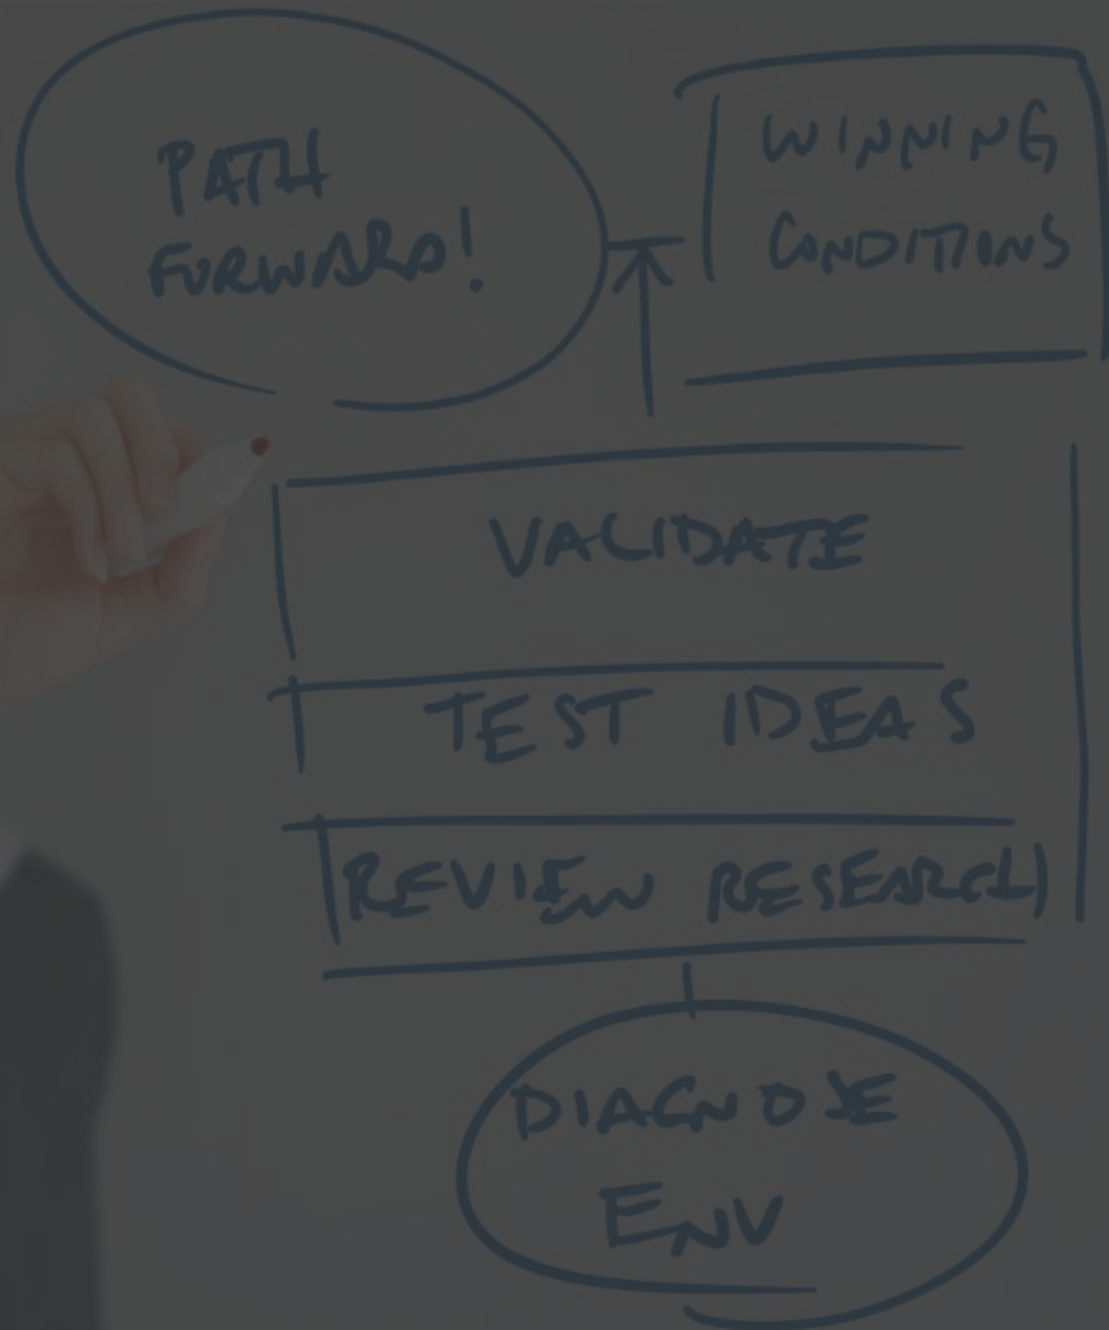 PATH
FORWARD!
WINNING
CONDITIONS
VALIDATE
TEST IDEAS
REVIEW RESEARCH
DIAGNOSE
ENV